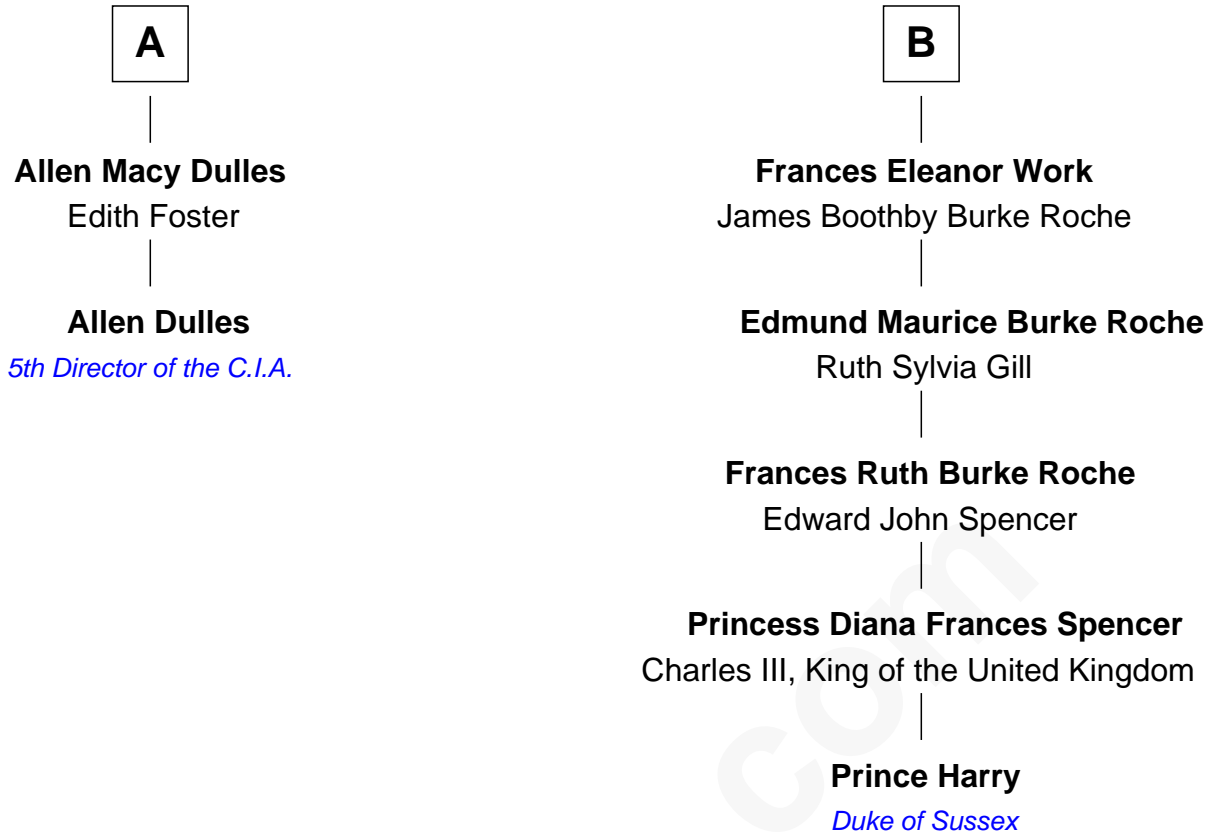 A
Allen Macy Dulles
Edith Foster
Allen Dulles
5th Director of the C.I.A.
B
Frances Eleanor Work
James Boothby Burke Roche
Edmund Maurice Burke Roche
Ruth Sylvia Gill
Frances Ruth Burke Roche
Edward John Spencer
Princess Diana Frances Spencer
Charles III, King of the United Kingdom
Prince Harry
Duke of Sussex
com